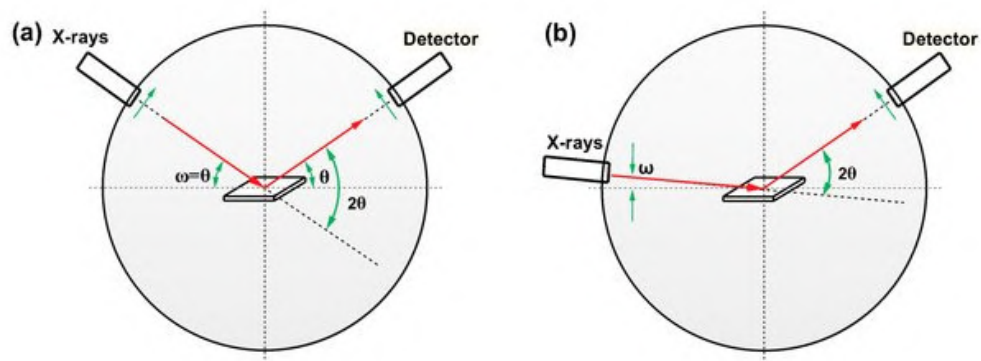 (a)
X-rays
Detector
ω=θ
θ
2θ
(b)
Detector
X-rays
ω
2θ